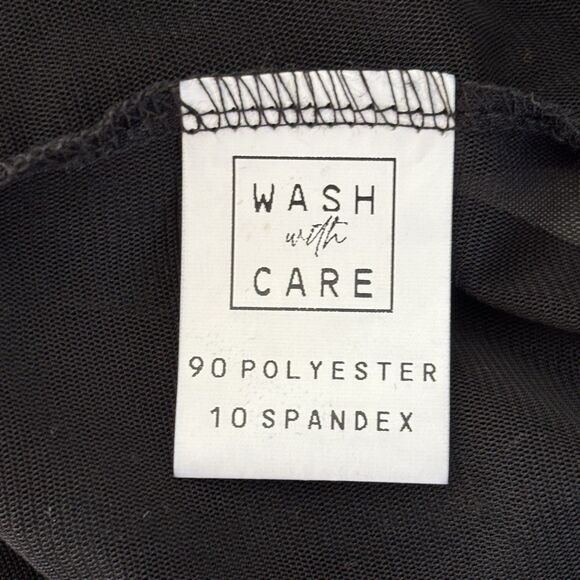 WASH
with
CARE
90 POLYESTER
10 SPANDEX